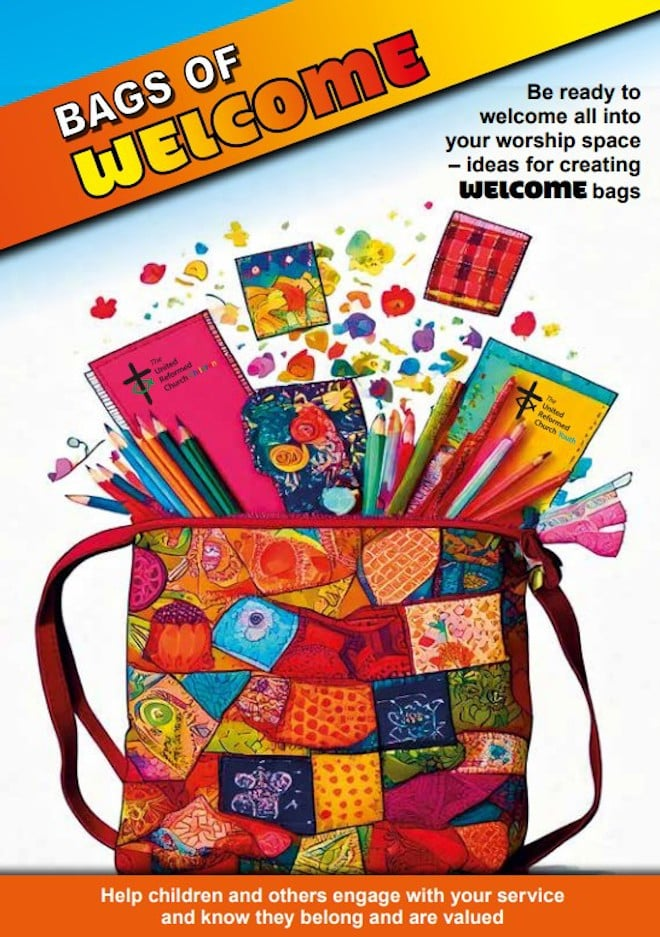 BAGS OF
WELCOME
Be ready to
welcome all into
your worship space
– ideas for creating
WELCOME bags
The
United
Reformed
Church Children
The
United
Reformed
Church Youth
Help children and others engage with your service
and know they belong and are valued